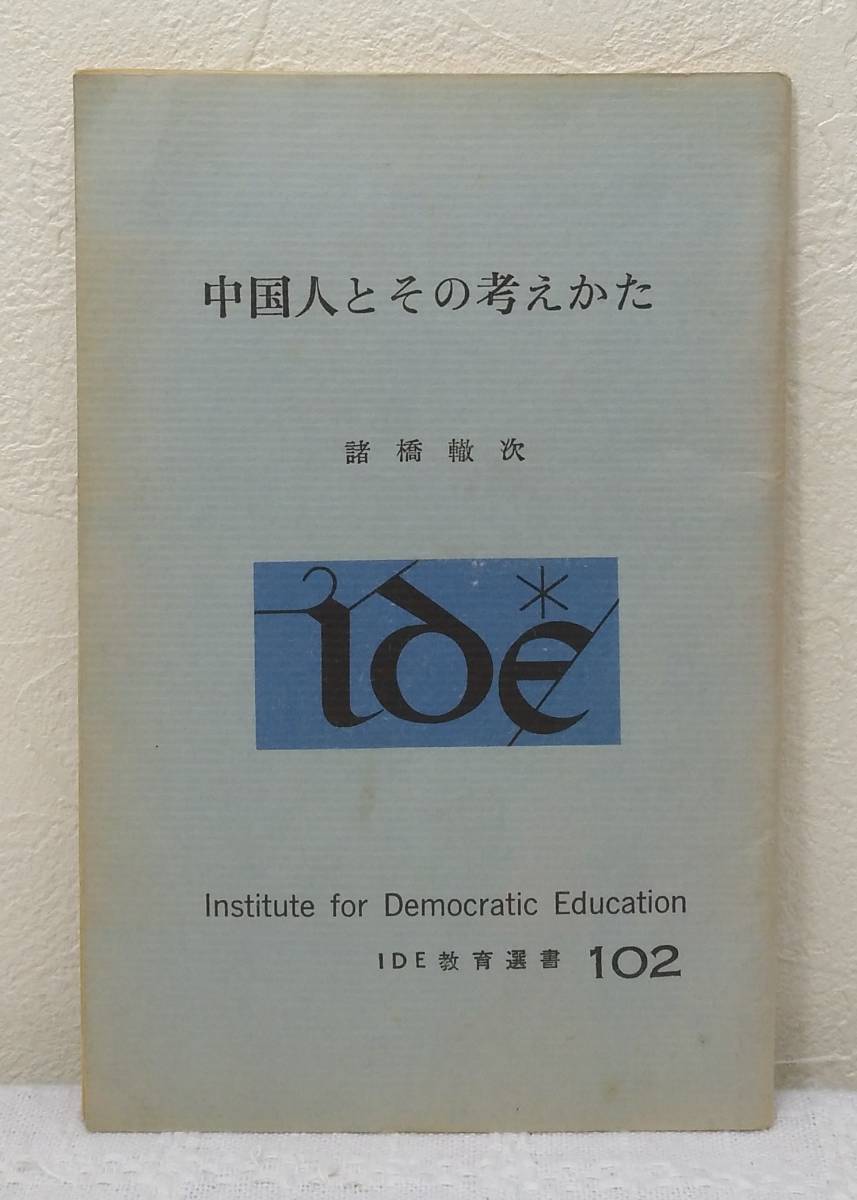 中国人とその考えかた
諸橋轍次
ide
Institute for Democratic Education
IDE教育選書 102